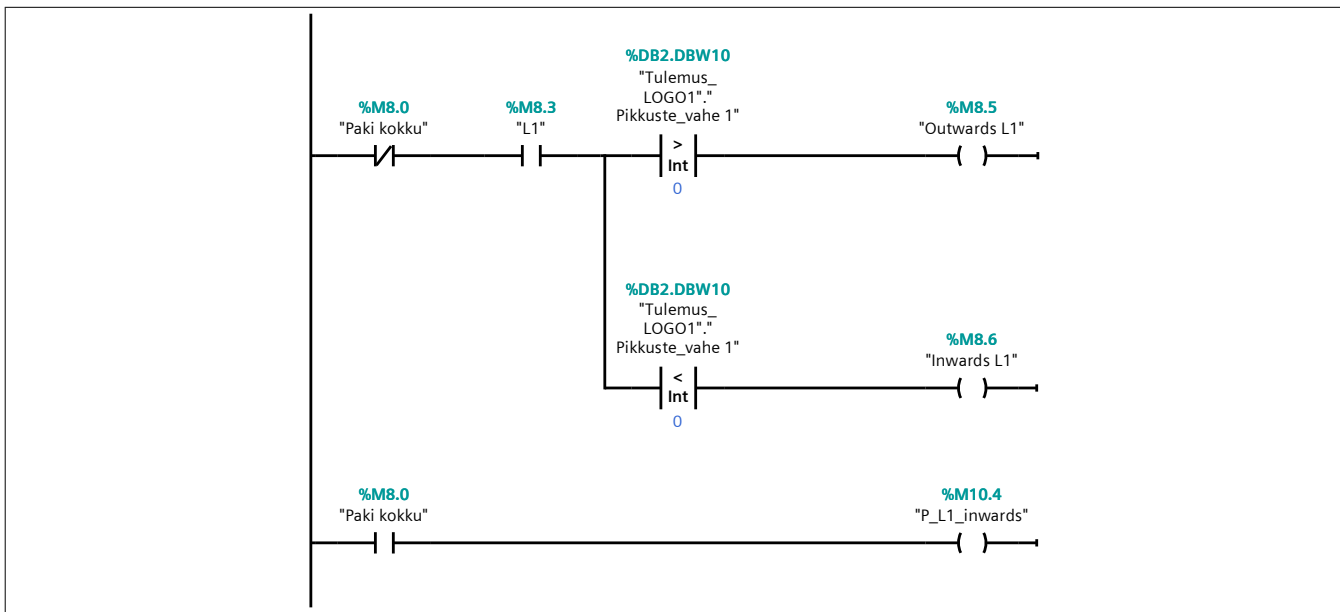 %DB2.DBW10
"Tulemus_
LOGO1"."
Pikkuste_vahe 1"
%M8.0
"Paki kokku"
%M8.3
"L1"
%M8.5
"Outwards L1"
>
Int
0
%DB2.DBW10
"Tulemus_
LOGO1"."
Pikkuste_vahe 1"
%M8.6
"Inwards L1"
<
Int
0
%M8.0
"Paki kokku"
%M10.4
"P_L1_inwards"